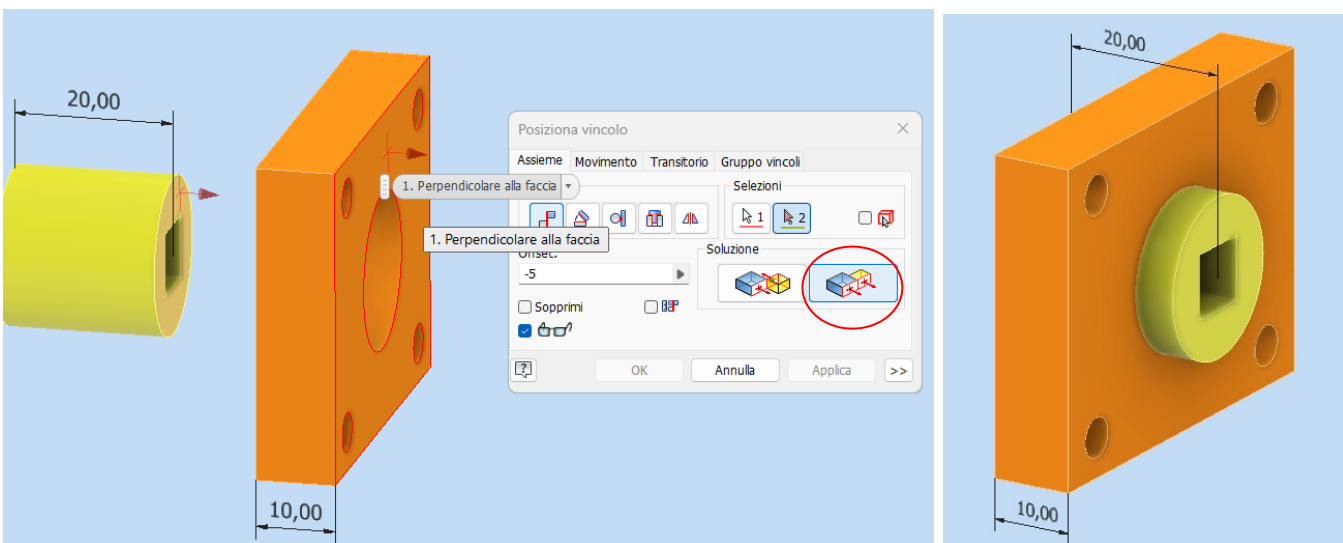 20,00
10,00
1. Perpendicolare alla faccia
1. Perpendicolare alla faccia
Posiziona vincolo
Assieme Movimento Transitorio Gruppo vincoli
Selezioni
1 2
Offset:
-5
Soluzione
Sopprimi
OK Annulla Applica >>
20,00
10,00